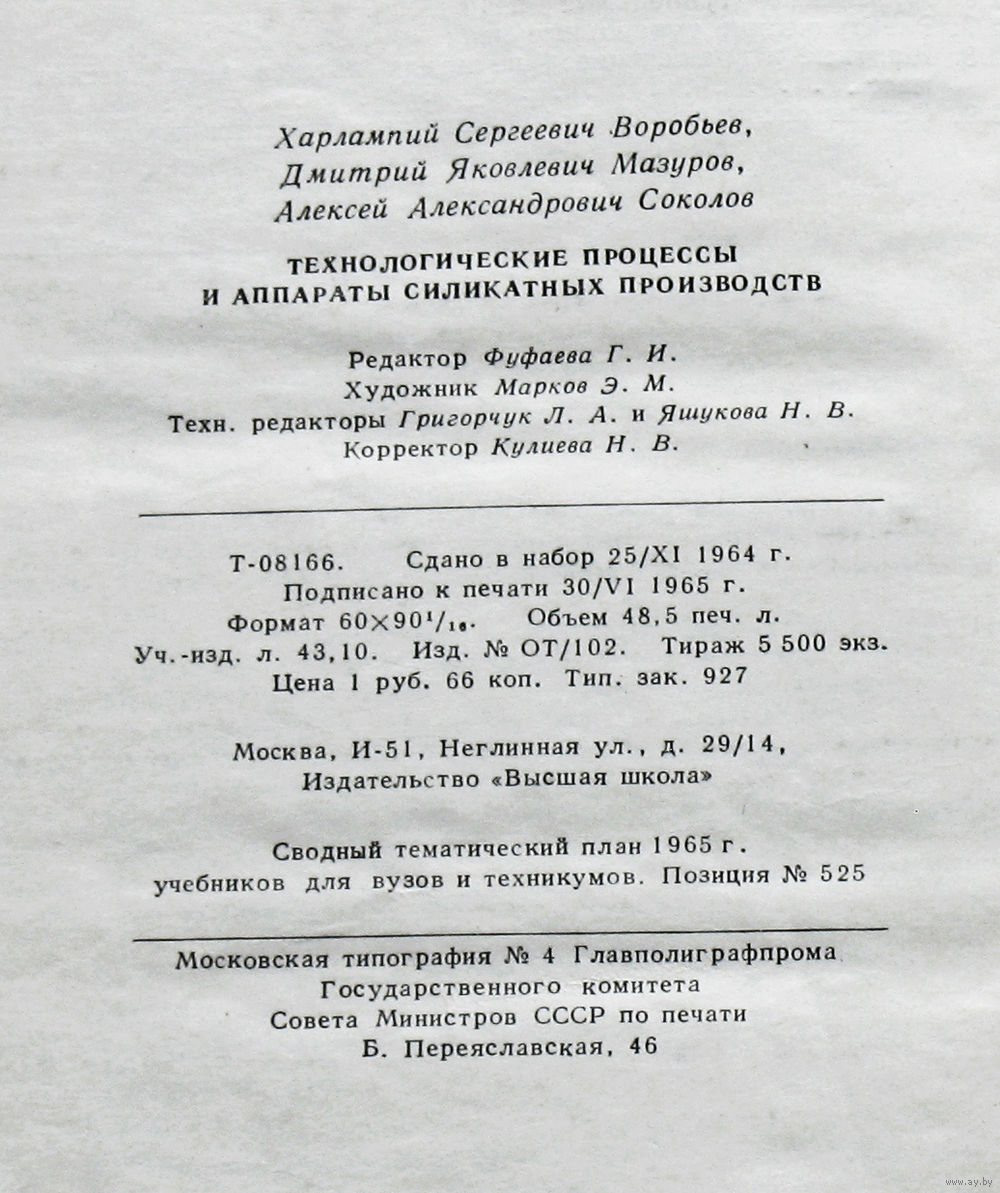 Харлампий Сергеевич Воробьев,
Дмитрий Яковлевич Мазуров,
Алексей Александрович Соколов
ТЕХНОЛОГИЧЕСКИЕ ПРОЦЕССЫ
И АППАРАТЫ СИЛИКАТНЫХ ПРОИЗВОДСТВ
Редактор Фуфаева Г. И.
Художник Марков Э. М.
Техн. редакторы Григорчук Л. А. и Яшукова Н. В.
Корректор Кулиева Н. В.
Т-08166. Сдано в набор 25/XI 1964 г.
Подписано к печати 30/VI 1965 г.
Формат 60×90¹/₁₆. Объем 48,5 печ. л.
Уч.-изд. л. 43,10. Изд. № ОТ/102. Тираж 5 500 экз.
Цена 1 руб. 66 коп. Тип. зак. 927
Москва, И-51, Неглинная ул., д. 29/14,
Издательство «Высшая школа»
Сводный тематический план 1965 г.
учебников для вузов и техникумов. Позиция № 525
Московская типография № 4 Главполиграфпрома
Государственного комитета
Совета Министров СССР по печати
Б. Переяславская, 46
www.ay.by